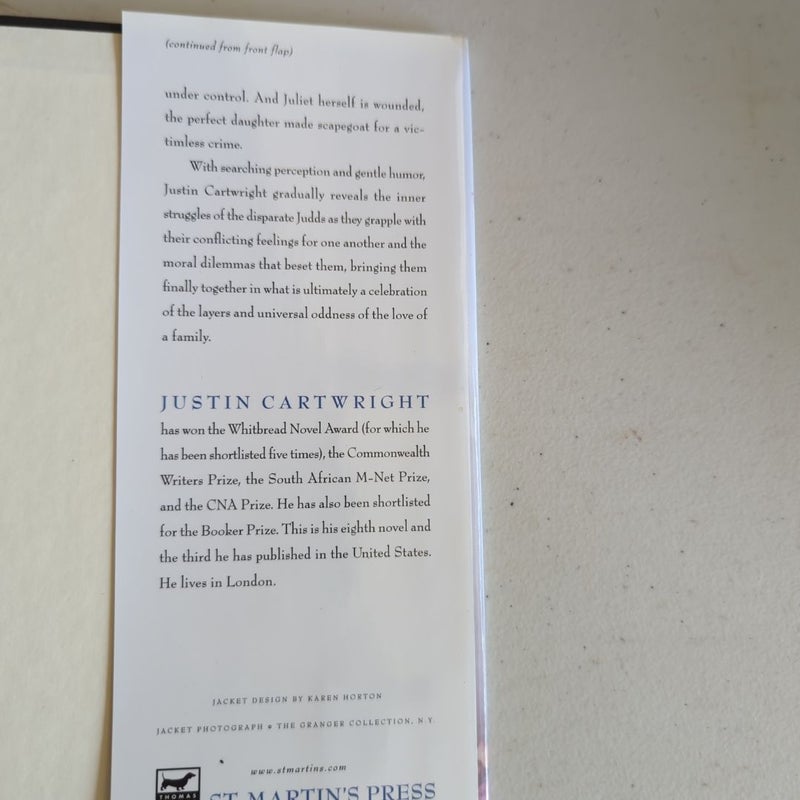 (continued from front flap)
under control. And Juliet herself is wounded,
the perfect daughter made scapegoat for a vic-
timless crime.
With searching perception and gentle humor,
Justin Cartwright gradually reveals the inner
struggles of the disparate Judds as they grapple with
their conflicting feelings for one another and the
moral dilemmas that beset them, bringing them
finally together in what is ultimately a celebration
of the layers and universal oddness of the love of
a family.
JUSTIN CARTWRIGHT
has won the Whitbread Novel Award (for which he
has been shortlisted five times), the Commonwealth
Writers Prize, the South African M-Net Prize,
and the CNA Prize. He has also been shortlisted
for the Booker Prize. This is his eighth novel and
the third he has published in the United States.
He lives in London.
JACKET DESIGN BY KAREN HORTON
JACKET PHOTOGRAPH • THE GRANGER COLLECTION, N.Y.
www.stmartins.com
THOMAS
ST. MARTIN'S PRESS